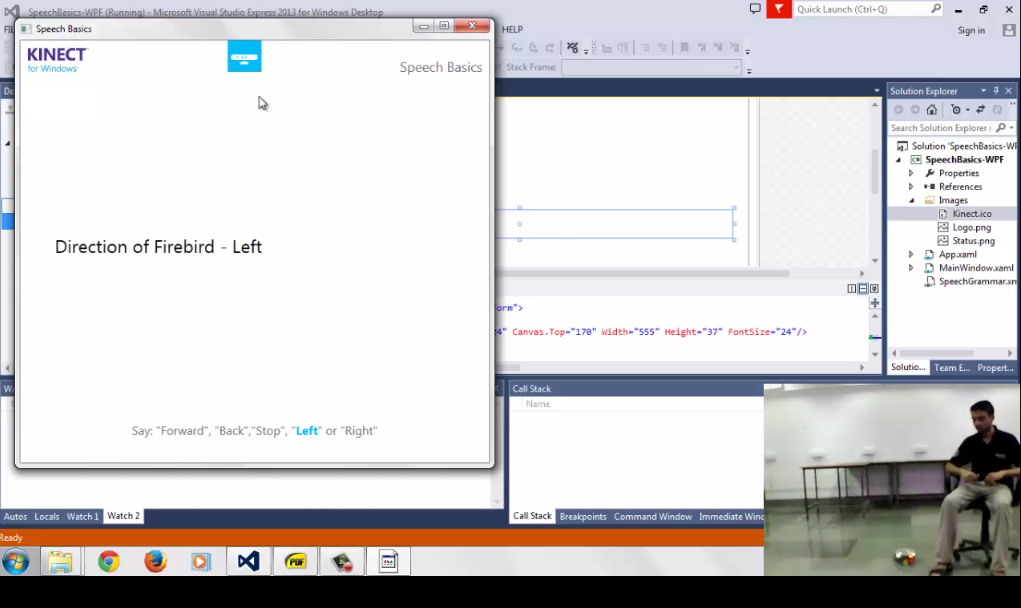 SpeechBasics-WPF (Running) - Microsoft Visual Studio Express 2013 for Windows Desktop
Quick Launch (Ctrl+Q)
Speech Basics
HELP
Sign in
KINECT
for Windows
Speech Basics
Stack Frame:
Solution Explorer
Search Solution Explorer
Solution 'SpeechBasics-WPF
SpeechBasics-WPF
Properties
References
Images
Kinect.ico
Logo.png
Status.png
App.xaml
MainWindow.xaml
SpeechGrammar.xm
Direction of Firebird - Left
orm">
24" Canvas.Top="170" Width="555" Height="37" FontSize="24"/>
Solutio... Team E... Propert...
Call Stack
Name
Say: "Forward", "Back","Stop", "Left" or "Right"
Autos Locals Watch 1 Watch 2
Call Stack Breakpoints Command Window Immediate Wind
Ready
PDF